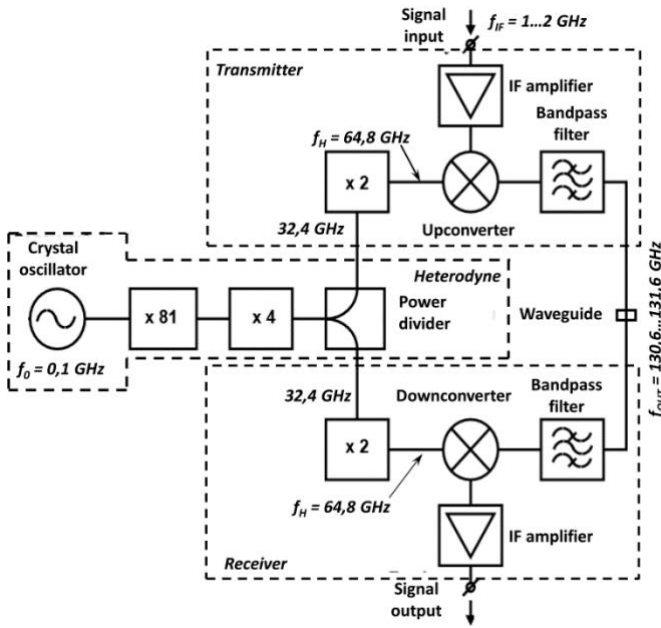 Signal
input
f_IF = 1...2 GHz
Transmitter
IF amplifier
Bandpass
filter
f_H = 64,8 GHz
x 2
32,4 GHz
Upconverter
Crystal
oscillator
Heterodyne
x 81
x 4
Power
divider
Waveguide
f_OUT = 130,6...131,6 GHz
f_0 = 0,1 GHz
32,4 GHz
Downconverter
Bandpass
filter
x 2
f_H = 64,8 GHz
IF amplifier
Receiver
Signal
output